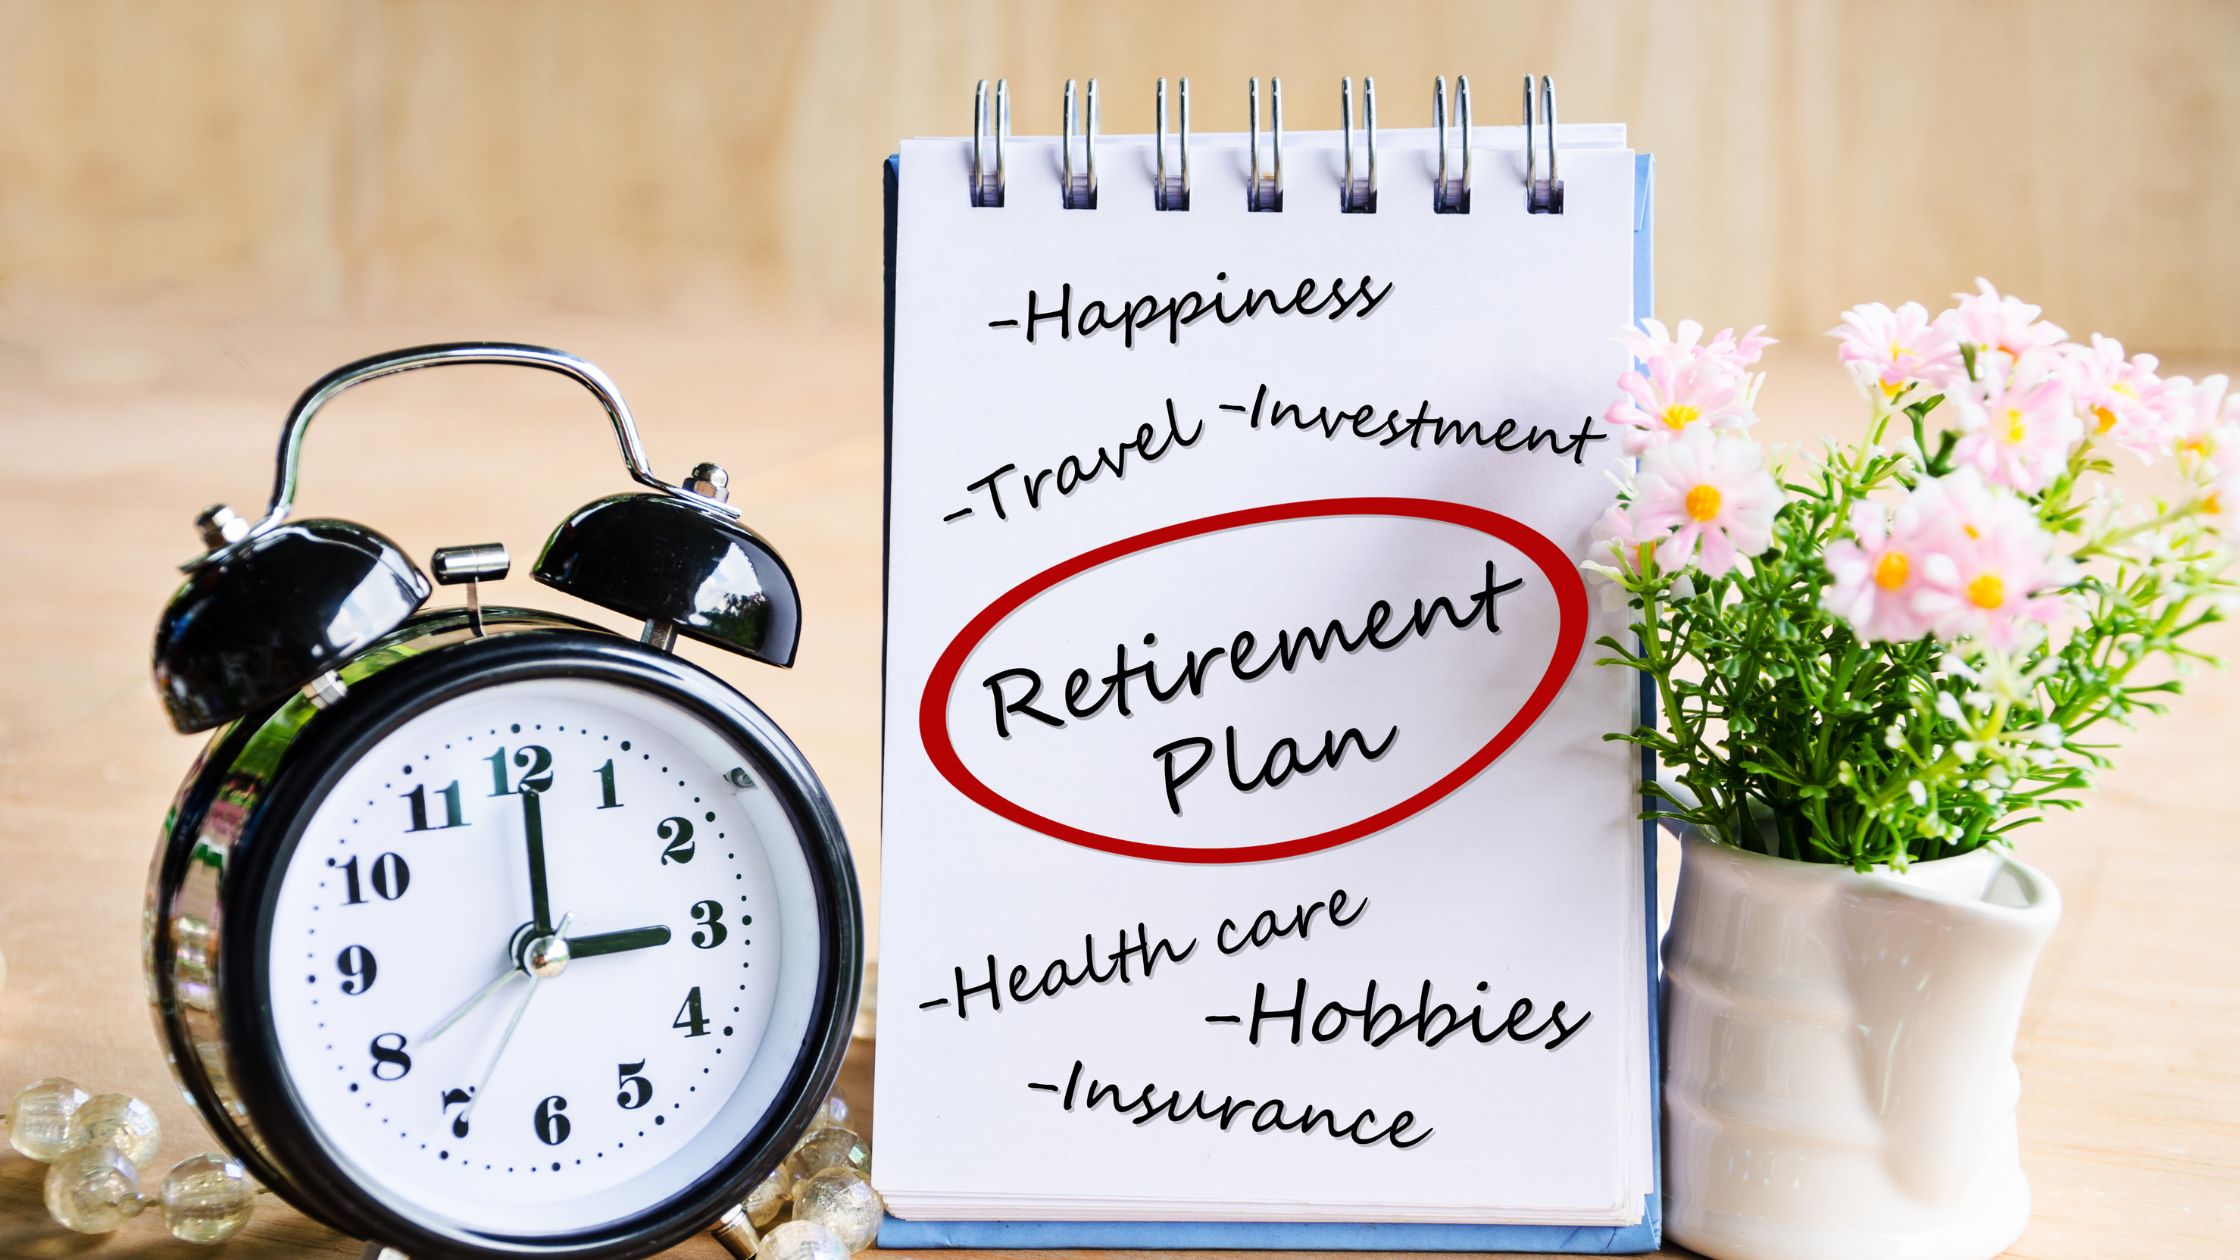 -Happiness
-Travel -Investment
Retirement
Plan
-Health care
-Hobbies
-Insurance
12
1
2
3
4
5
6
7
8
9
10
11